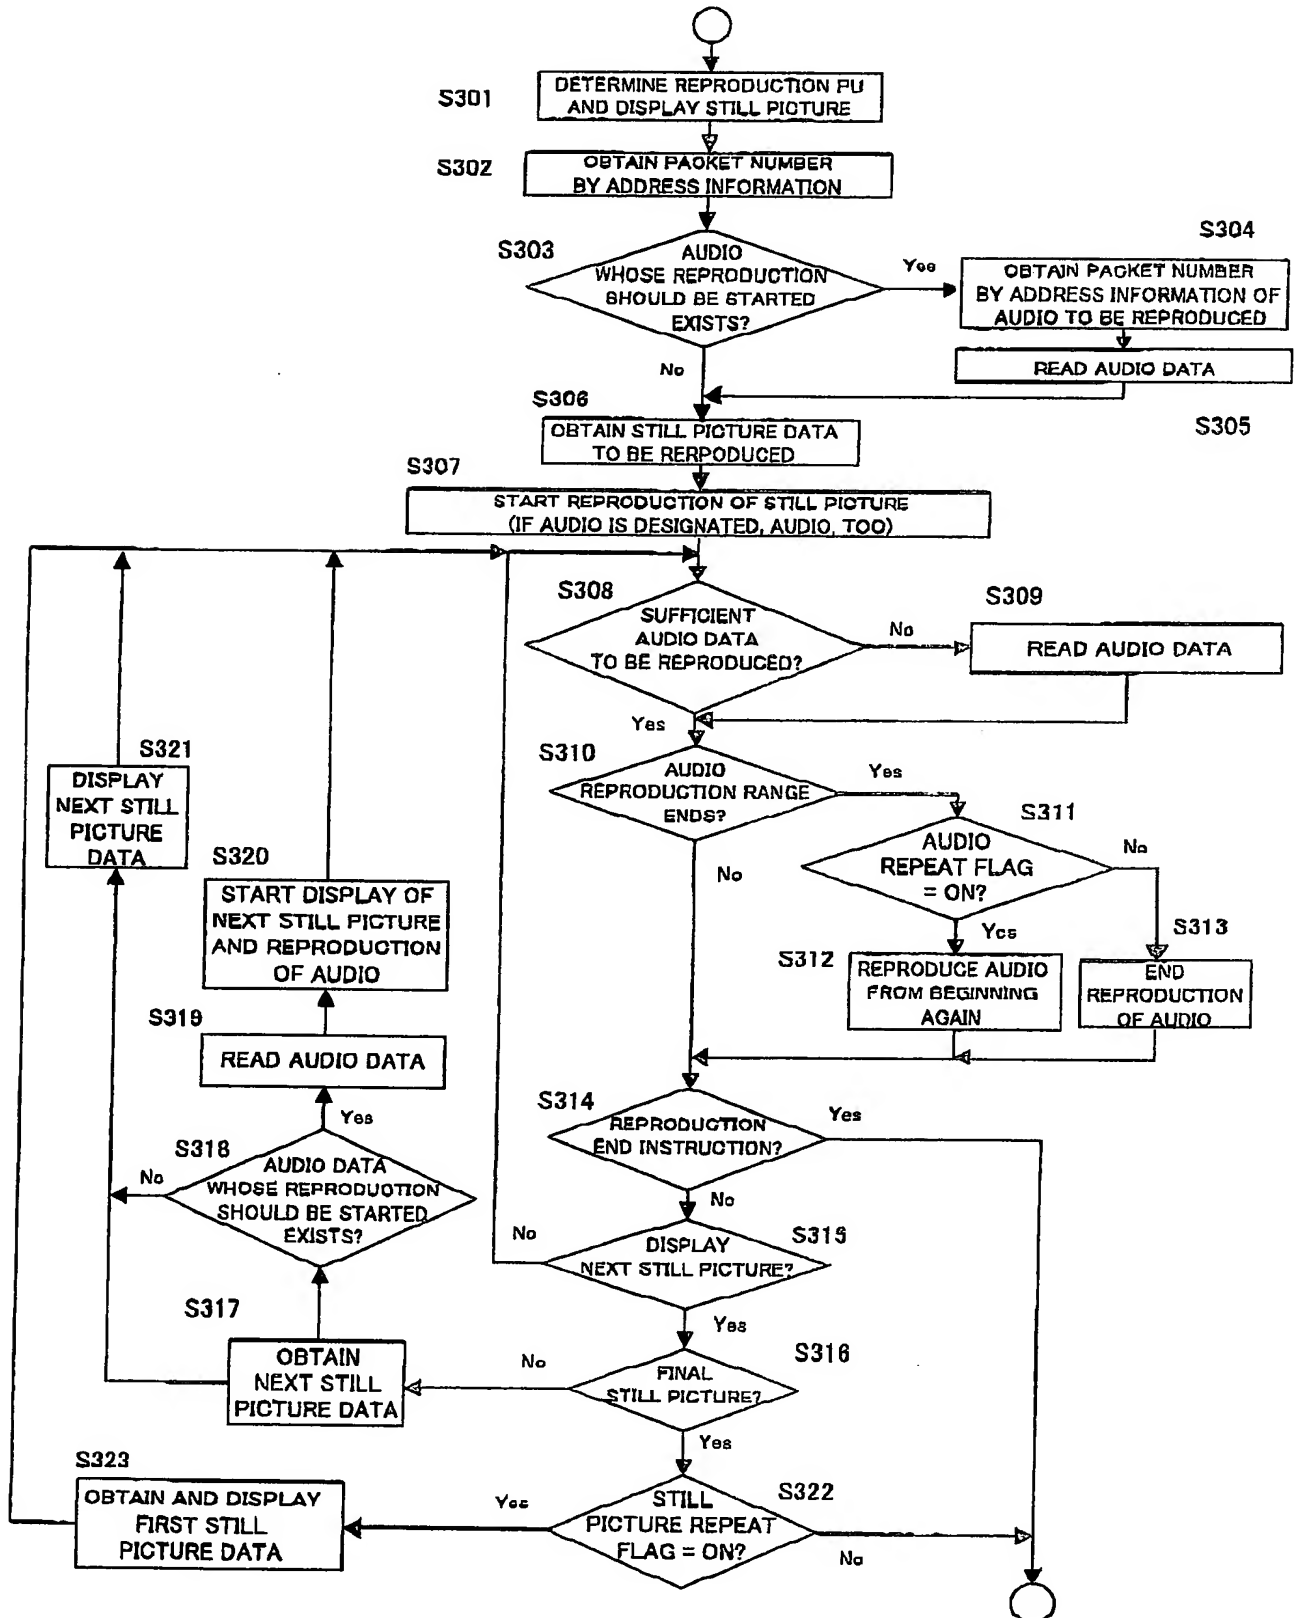 S301
DETERMINE REPRODUCTION PU
AND DISPLAY STILL PICTURE
S302
OBTAIN PACKET NUMBER
BY ADDRESS INFORMATION
S303
AUDIO
WHOSE REPRODUCTION
SHOULD BE STARTED
EXISTS?
Yes
No
S304
OBTAIN PACKET NUMBER
BY ADDRESS INFORMATION OF
AUDIO TO BE REPRODUCED
READ AUDIO DATA
S305
S306
OBTAIN STILL PICTURE DATA
TO BE RERPODUCED
S307
START REPRODUCTION OF STILL PICTURE
(IF AUDIO IS DESIGNATED, AUDIO, TOO)
S308
SUFFICIENT
AUDIO DATA
TO BE REPRODUCED?
No
Yes
S309
READ AUDIO DATA
S310
AUDIO
REPRODUCTION RANGE
ENDS?
Yes
No
S311
AUDIO
REPEAT FLAG
= ON?
No
Yes
S312
REPRODUCE AUDIO
FROM BEGINNING
AGAIN
S313
END
REPRODUCTION
OF AUDIO
S314
REPRODUCTION
END INSTRUCTION?
Yes
No
S315
DISPLAY
NEXT STILL PICTURE?
No
Yes
S316
FINAL
STILL PICTURE?
No
Yes
S317
OBTAIN
NEXT STILL
PICTURE DATA
S318
AUDIO DATA
WHOSE REPRODUCTION
SHOULD BE STARTED
EXISTS?
No
Yes
S319
READ AUDIO DATA
S320
START DISPLAY OF
NEXT STILL PICTURE
AND REPRODUCTION
OF AUDIO
S321
DISPLAY
NEXT STILL
PICTURE
DATA
S322
STILL
PICTURE REPEAT
FLAG = ON?
Yes
No
S323
OBTAIN AND DISPLAY
FIRST STILL
PICTURE DATA